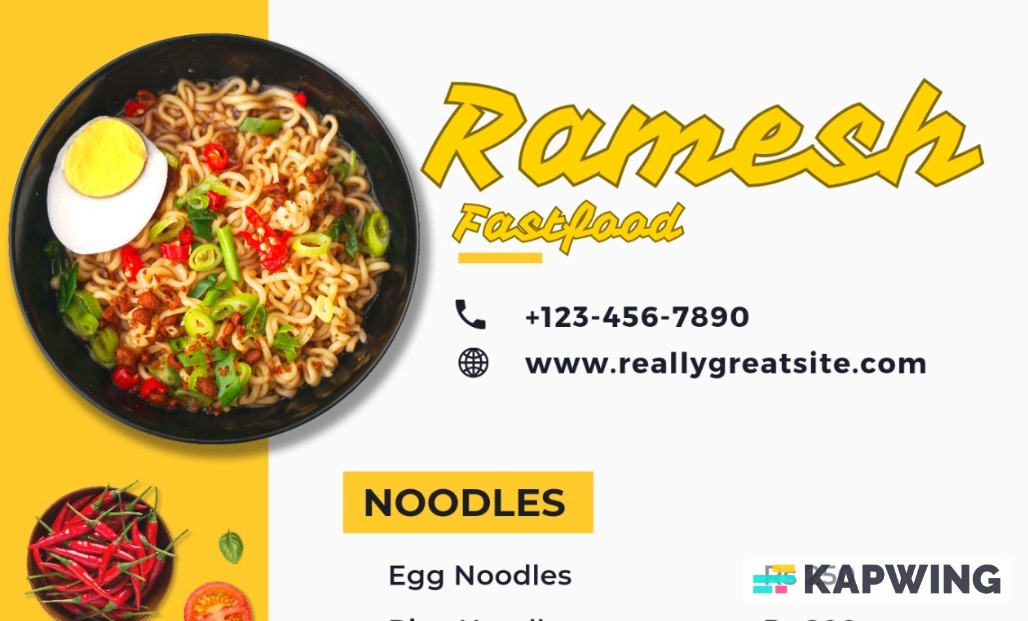 Ramesh
Fastfood
+123-456-7890
www.reallygreatsite.com
NOODLES
Egg Noodles
KAPWING